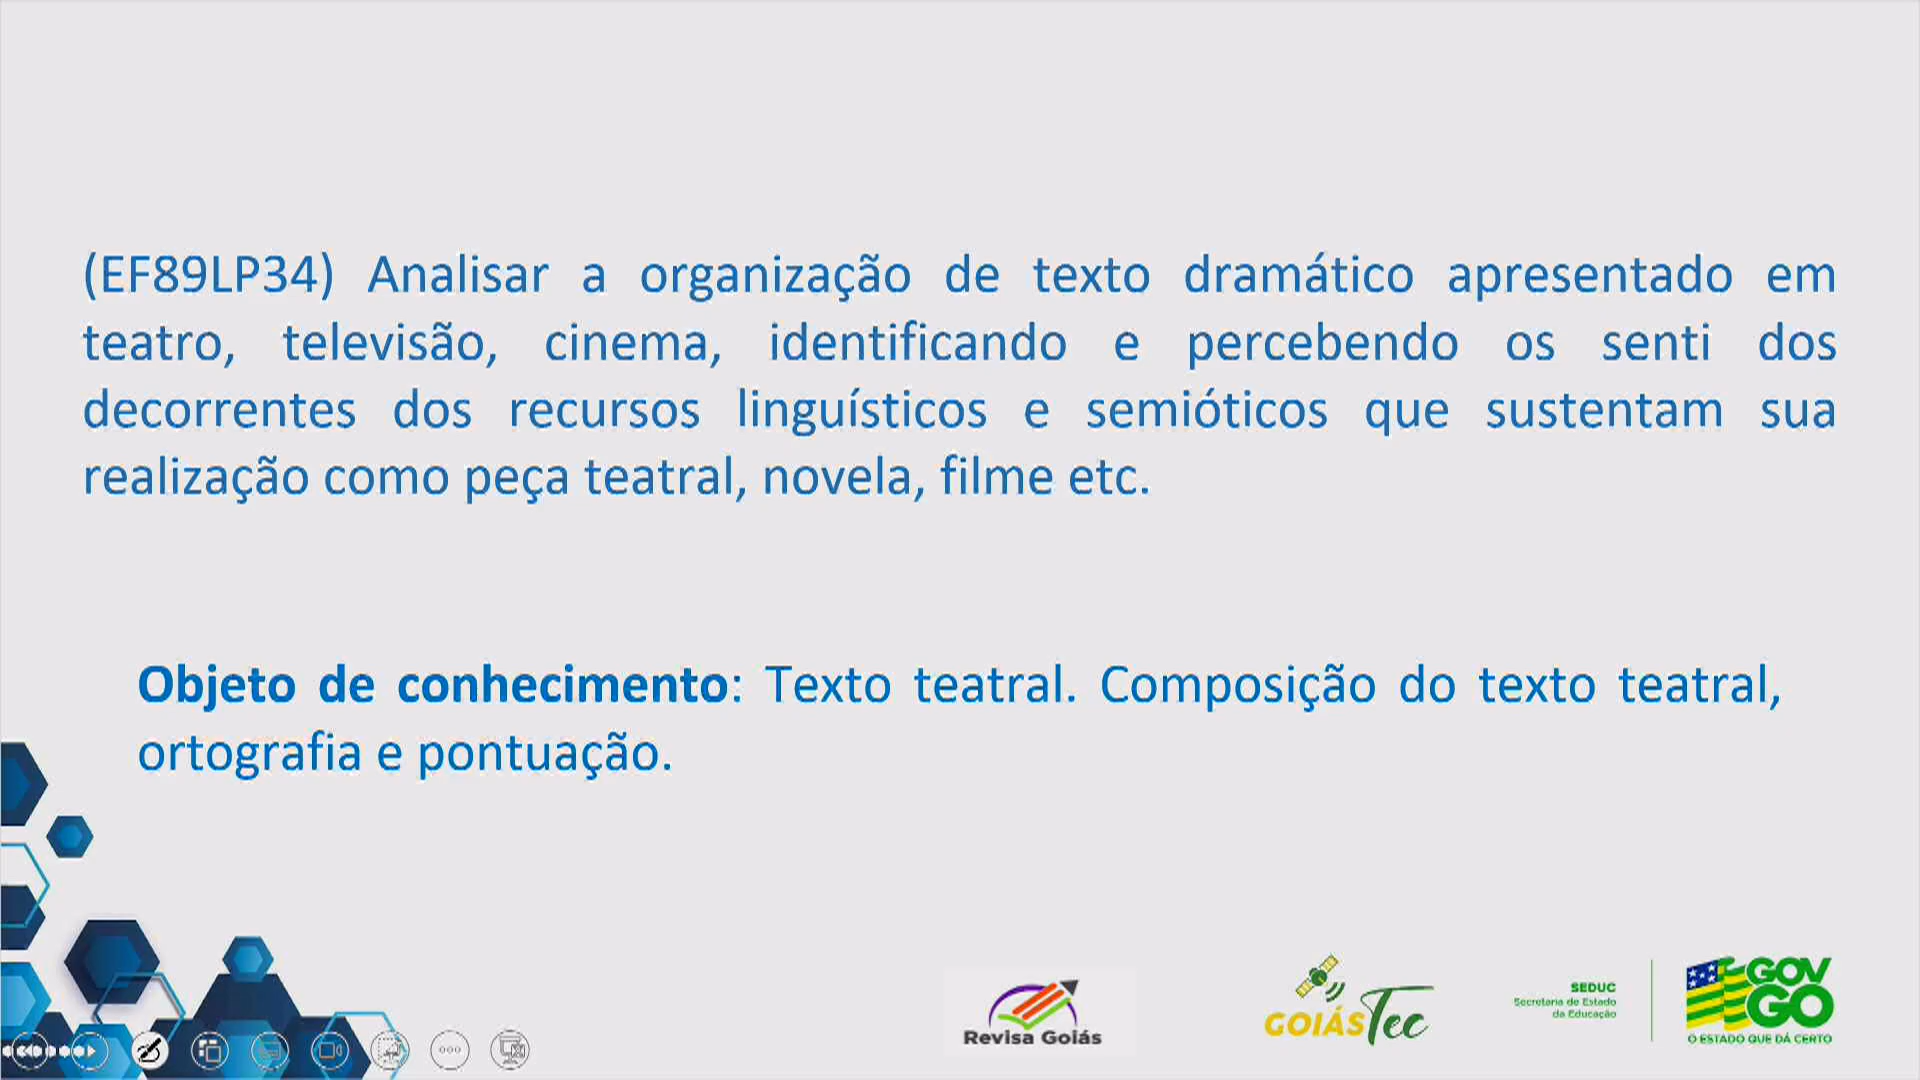 (EF89LP34) Analisar a organização de texto dramático apresentado em
teatro, televisão, cinema, identificando e percebendo os senti dos
decorrentes dos recursos linguísticos e semióticos que sustentam sua
realização como peça teatral, novela, filme etc.
Objeto de conhecimento: Texto teatral. Composição do texto teatral,
ortografia e pontuação.
Revisa Goiás
GOIÁS Tec
SEDUC
Secretaria de Estado
da Educação
GOV
GO
O ESTADO QUE DÁ CERTO